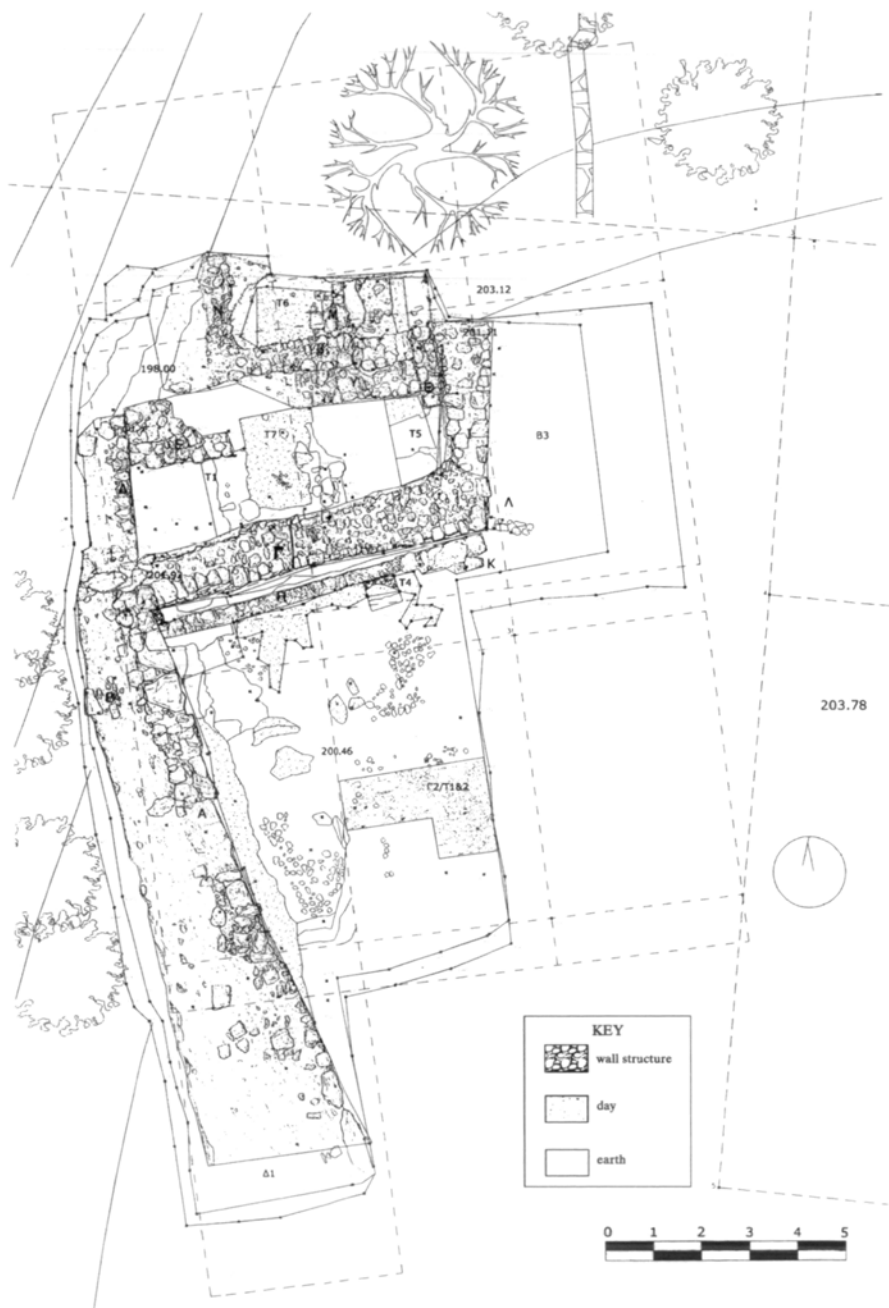 203.12
T6
198.00
B3
T7
T5
T1
Λ
Γ
K
T4
H
203.78
200.46
Γ2/T1&2
A
KEY
wall structure
day
earth
Δ1
0 1 2 3 4 5